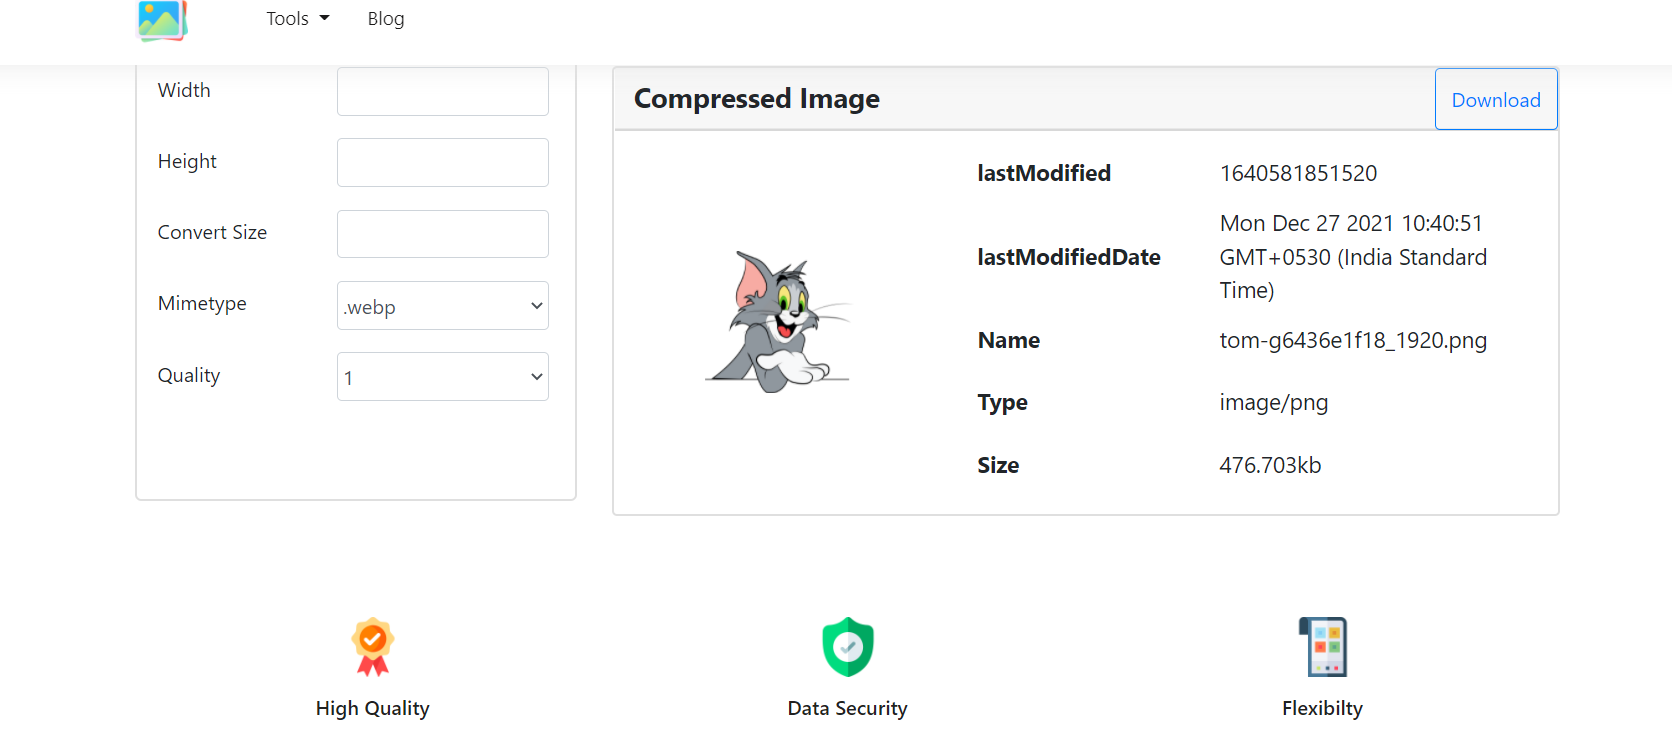 Tools
Blog
Width
Height
Convert Size
Mimetype
.webp
Quality
1
Compressed Image
Download
lastModified
1640581851520
lastModifiedDate
Mon Dec 27 2021 10:40:51
GMT+0530 (India Standard
Time)
Name
tom-g6436e1f18_1920.png
Type
image/png
Size
476.703kb
High Quality
Data Security
Flexibilty